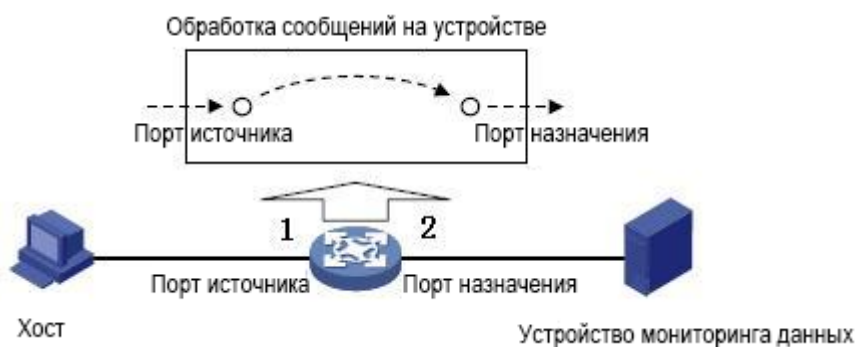 Обработка сообщений на устройстве
Порт источника
Порт назначения
1
2
Порт источника
Порт назначения
Хост
Устройство мониторинга данных